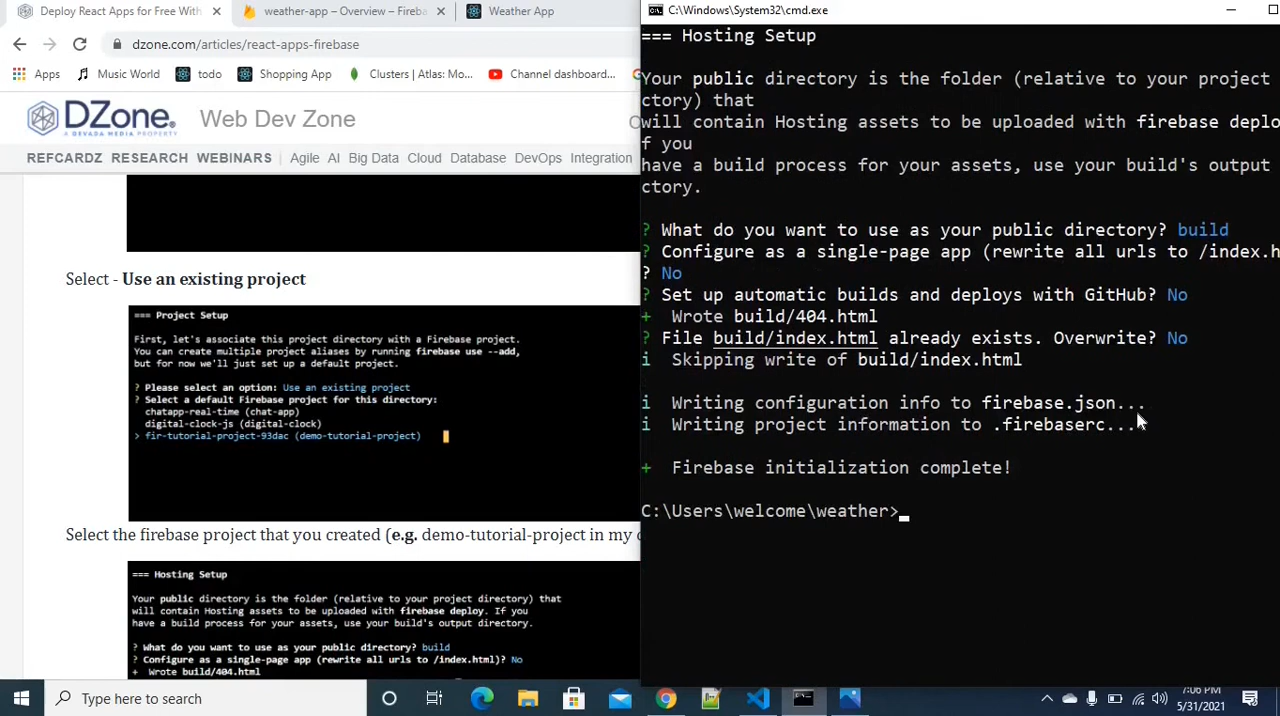 Deploy React Apps for Free With
weather-app – Overview – Fireba
Weather App
dzone.com/articles/react-apps-firebase
Apps
Music World
todo
Shopping App
Clusters | Atlas: Mo...
Channel dashboard...
DZone.
A DEVADA MEDIA PROPERTY
Web Dev Zone
REFCARDZ RESEARCH WEBINARS
Agile AI Big Data Cloud Database DevOps Integration
Select - Use an existing project
=== Project Setup
First, let's associate this project directory with a Firebase project.
You can create multiple project aliases by running firebase use --add,
but for now we'll just set up a default project.
? Please select an option: Use an existing project
? Select a default Firebase project for this directory:
chatapp-real-time (chat-app)
digital-clock-js (digital-clock)
> fir-tutorial-project-93dac (demo-tutorial-project)
Select the firebase project that you created (e.g. demo-tutorial-project in my
=== Hosting Setup
Your public directory is the folder (relative to your project directory) that
will contain Hosting assets to be uploaded with firebase deploy. If you
have a build process for your assets, use your build's output directory.
? What do you want to use as your public directory? build
? Configure as a single-page app (rewrite all urls to /index.html)? No
+ Wrote build/404.html
C:\Windows\System32\cmd.exe
=== Hosting Setup
Your public directory is the folder (relative to your project
ctory) that
will contain Hosting assets to be uploaded with firebase deplo
f you
have a build process for your assets, use your build's output
ctory.
? What do you want to use as your public directory? build
? Configure as a single-page app (rewrite all urls to /index.h
? No
? Set up automatic builds and deploys with GitHub? No
+ Wrote build/404.html
? File build/index.html already exists. Overwrite? No
i Skipping write of build/index.html
i Writing configuration info to firebase.json...
i Writing project information to .firebaserc...
+ Firebase initialization complete!
C:\Users\welcome\weather>
Type here to search
7:06 PM
5/31/2021